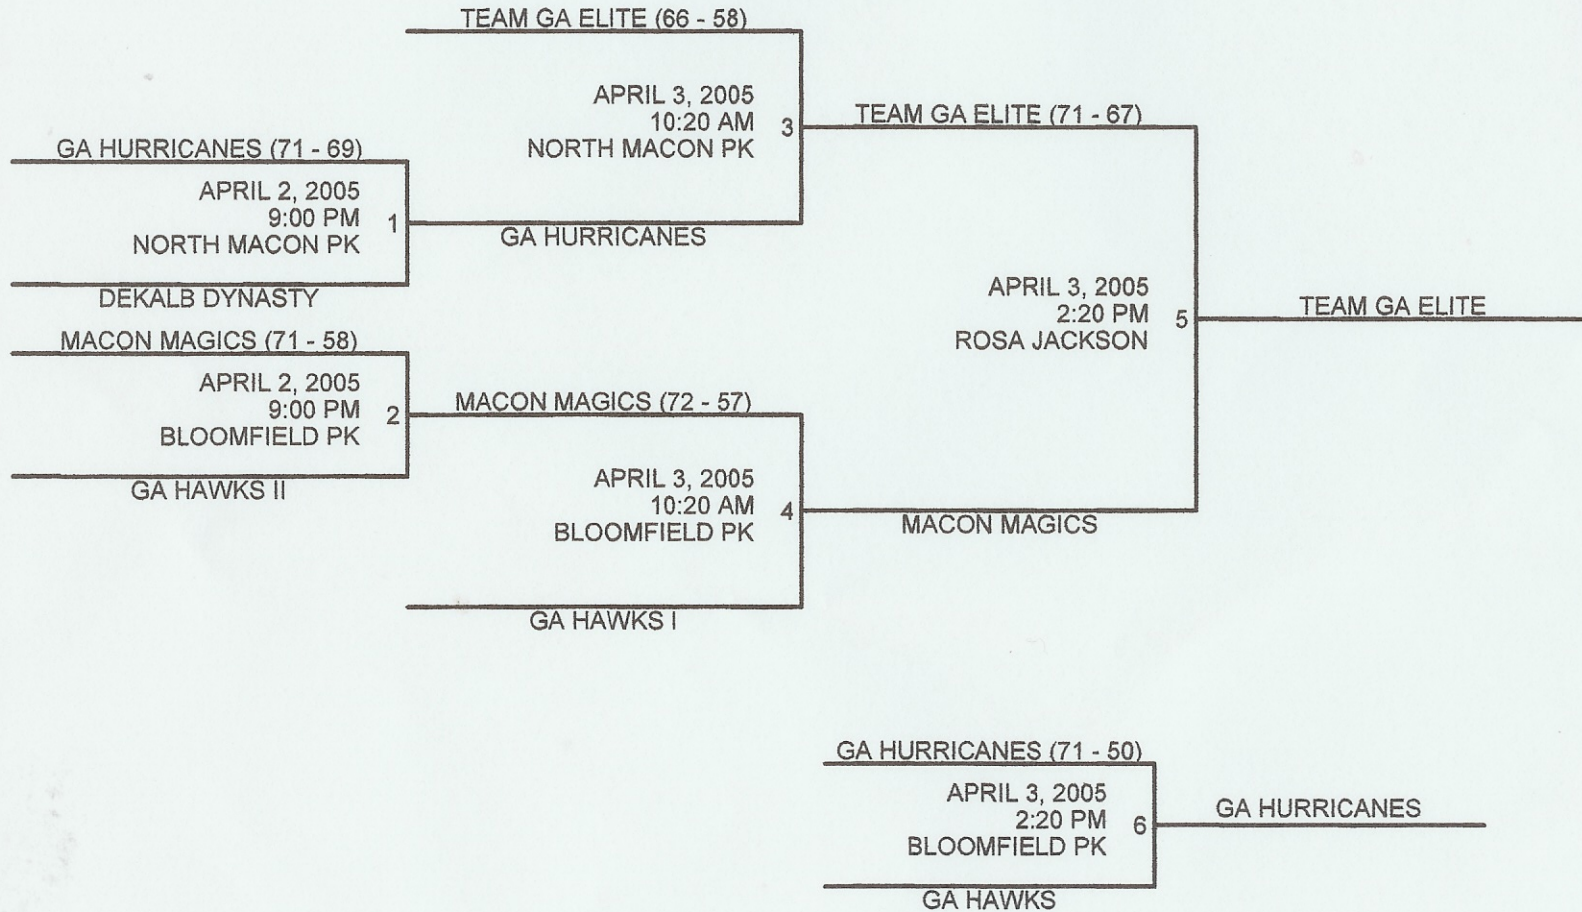 TEAM GA ELITE (66 - 58)
APRIL 3, 2005
10:20 AM
NORTH MACON PK
3
TEAM GA ELITE (71 - 67)
GA HURRICANES (71 - 69)
APRIL 2, 2005
9:00 PM
NORTH MACON PK
1
GA HURRICANES
DEKALB DYNASTY
MACON MAGICS (71 - 58)
APRIL 2, 2005
9:00 PM
BLOOMFIELD PK
2
GA HAWKS II
MACON MAGICS (72 - 57)
APRIL 3, 2005
10:20 AM
BLOOMFIELD PK
4
GA HAWKS I
APRIL 3, 2005
2:20 PM
ROSA JACKSON
5
TEAM GA ELITE
MACON MAGICS
GA HURRICANES (71 - 50)
APRIL 3, 2005
2:20 PM
BLOOMFIELD PK
6
GA HURRICANES
GA HAWKS